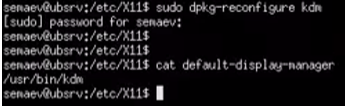 semaev@ubsrv:/etc/X11$ sudo dpkg-reconfigure kdm
[sudo] password for semaev:
semaev@ubsrv:/etc/X11$
semaev@ubsrv:/etc/X11$
semaev@ubsrv:/etc/X11$ cat default-display-manager
/usr/bin/kdm
semaev@ubsrv:/etc/X11$